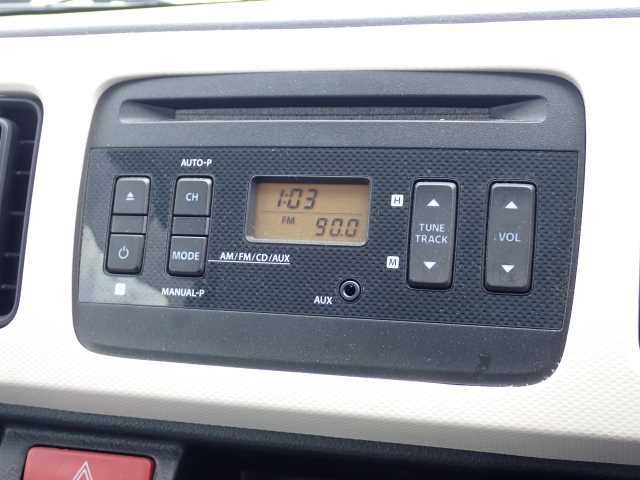 AUTO-P
CH
MODE
AM/FM/CD/AUX
MANUAL-P
1:03
FM
90.0
AUX
H
M
TUNE
TRACK
VOL